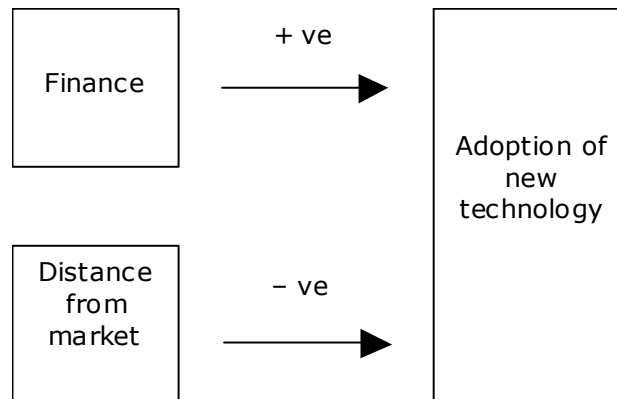 + ve
Finance
Adoption of
new
technology
Distance
from
market
– ve